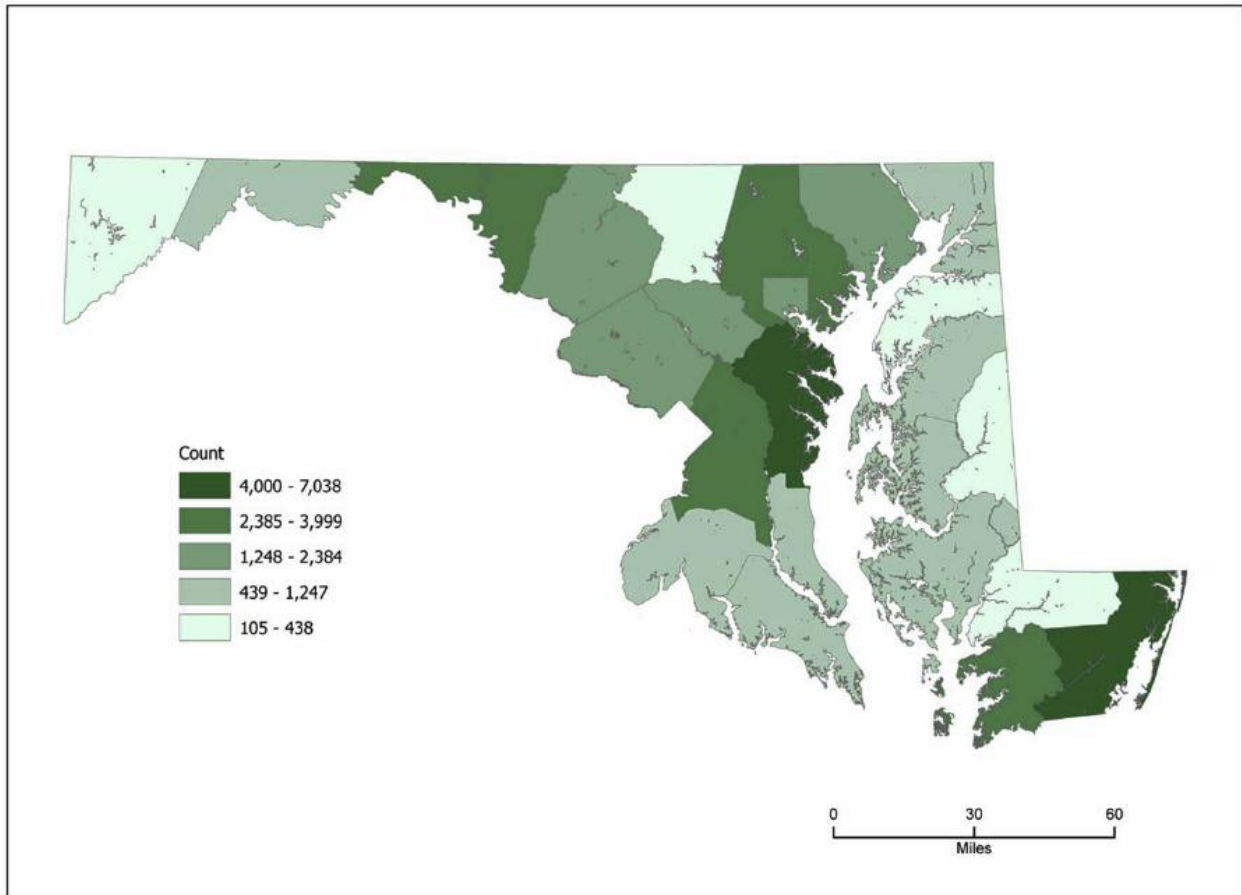 Count
4,000 - 7,038
2,385 - 3,999
1,248 - 2,384
439 - 1,247
105 - 438
0 30 60
Miles